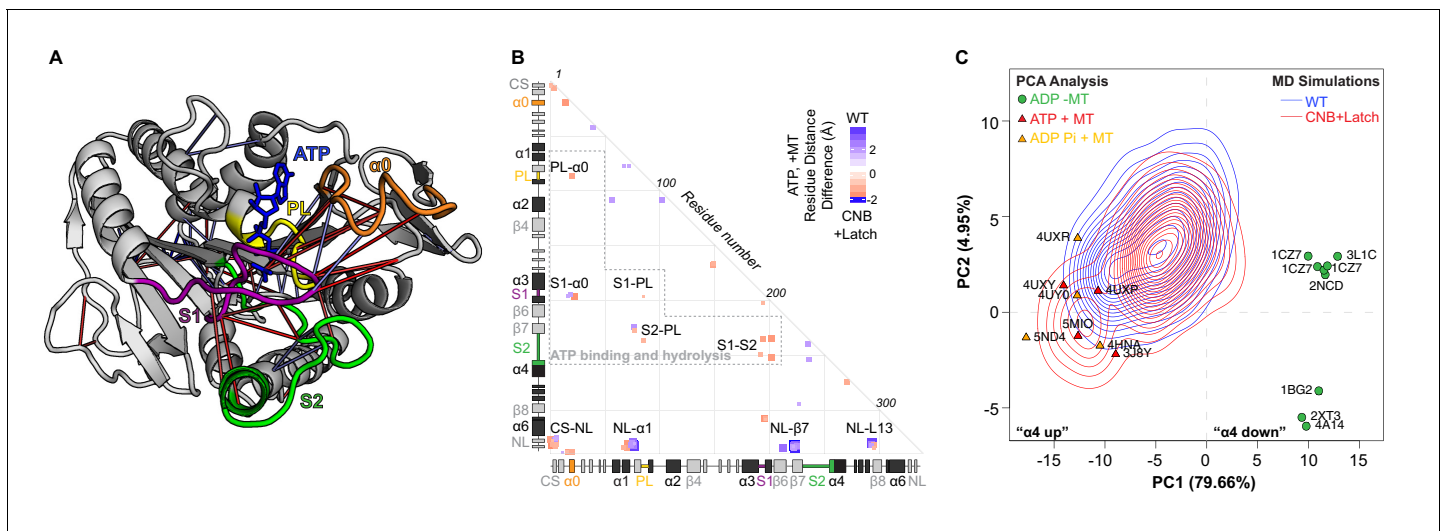 A
ATP
α0
PL
S1
S2
B
CS
α0
α1
PL
α2
β4
α3
S1
β6
β7
S2
α4
β8
α6
NL
1
100
200
300
Residue number
PL-α0
S1-α0
S1-PL
S2-PL
S1-S2
ATP binding and hydrolysis
CS-NL
NL-α1
NL-β7
NL-L13
CS α0 α1 PL α2 β4 α3 S1 β6 β7 S2 α4 β8 α6 NL
ATP, +MT
Residue Distance
Difference (Å)
WT
2
0
-2
CNB
+Latch
C
PCA Analysis
ADP -MT
ATP + MT
ADP Pi + MT
MD Simulations
WT
CNB+Latch
PC2 (4.95%)
10
5
0
-5
4UXR
4UXY
4UY0
4UXP
5MIO
5ND4
4HNA
3J8Y
1CZ7
3L1C
1CZ7
1CZ7
2NCD
1BG2
2XT3
4A14
“α4 up”
“α4 down”
-15 -10 -5 0 5 10 15
PC1 (79.66%)